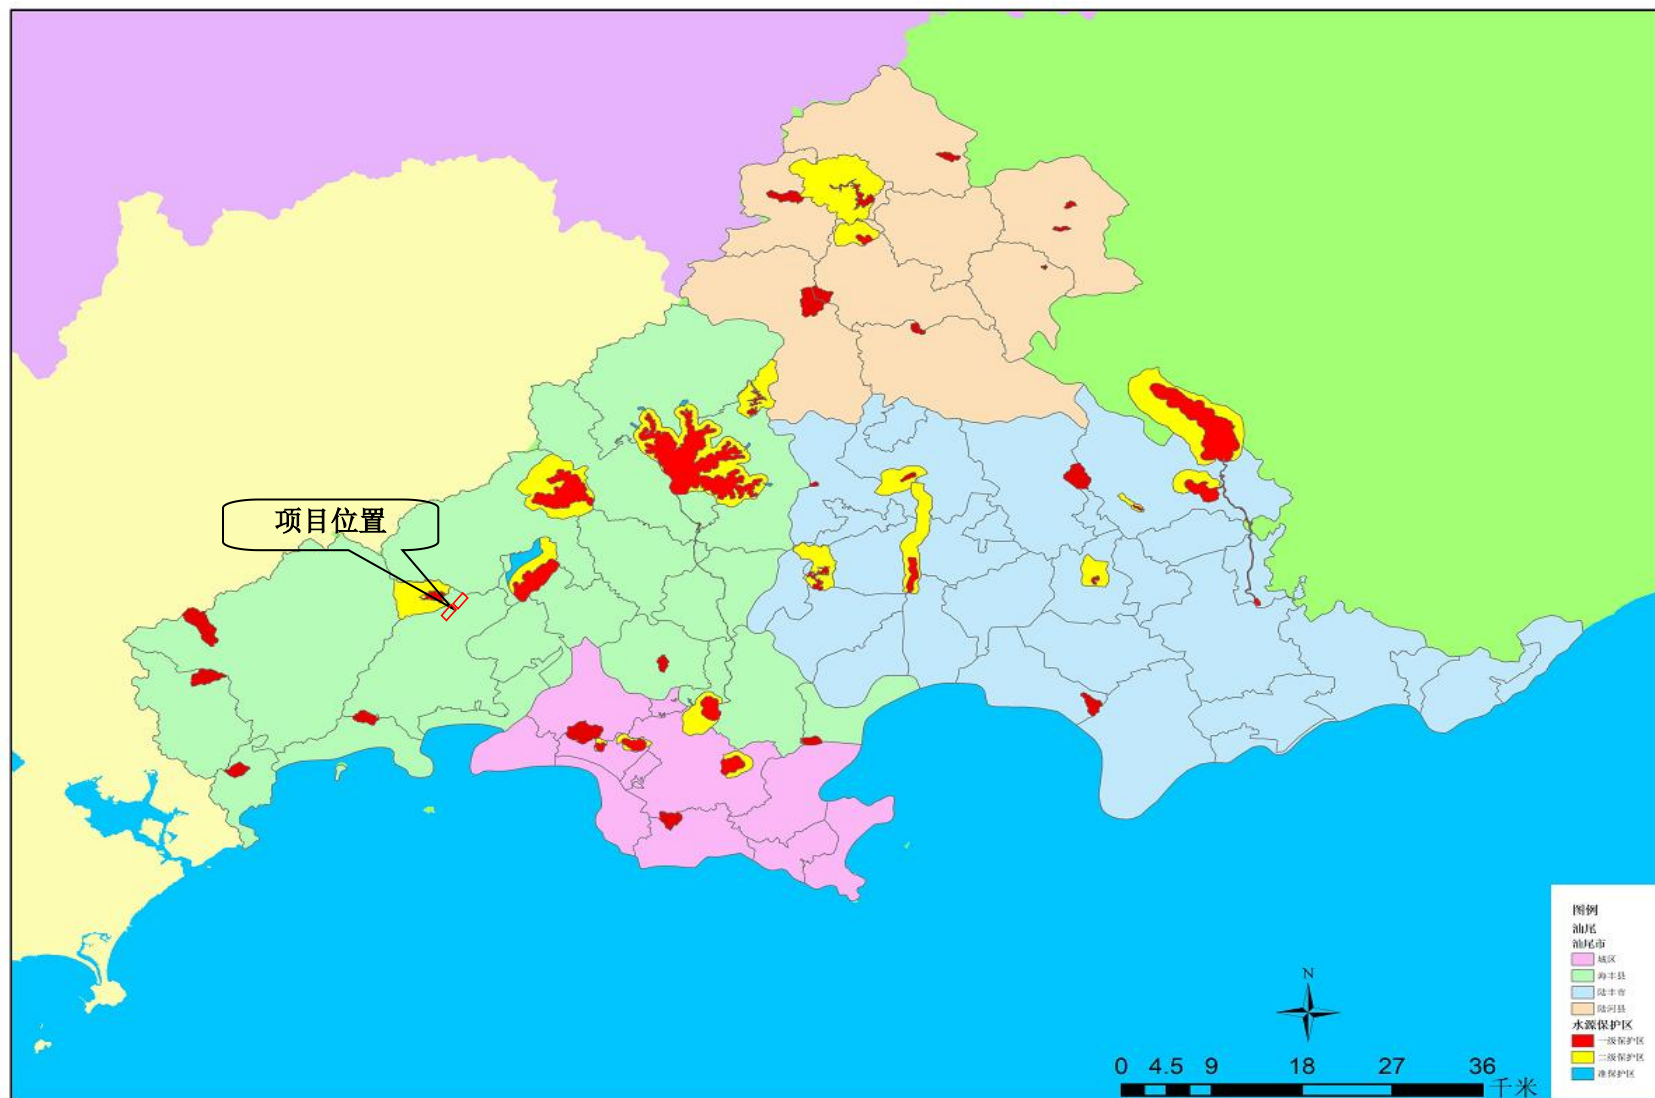 项目位置
图例
汕尾
汕尾市
城区
海丰县
陆丰市
陆河县
水源保护区
一级保护区
二级保护区
准保护区
N
0 4.5 9 18 27 36
千米